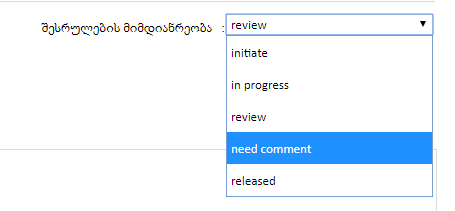 შესრულების მიმდინარეობა : review
initiate
in progress
review
need comment
released